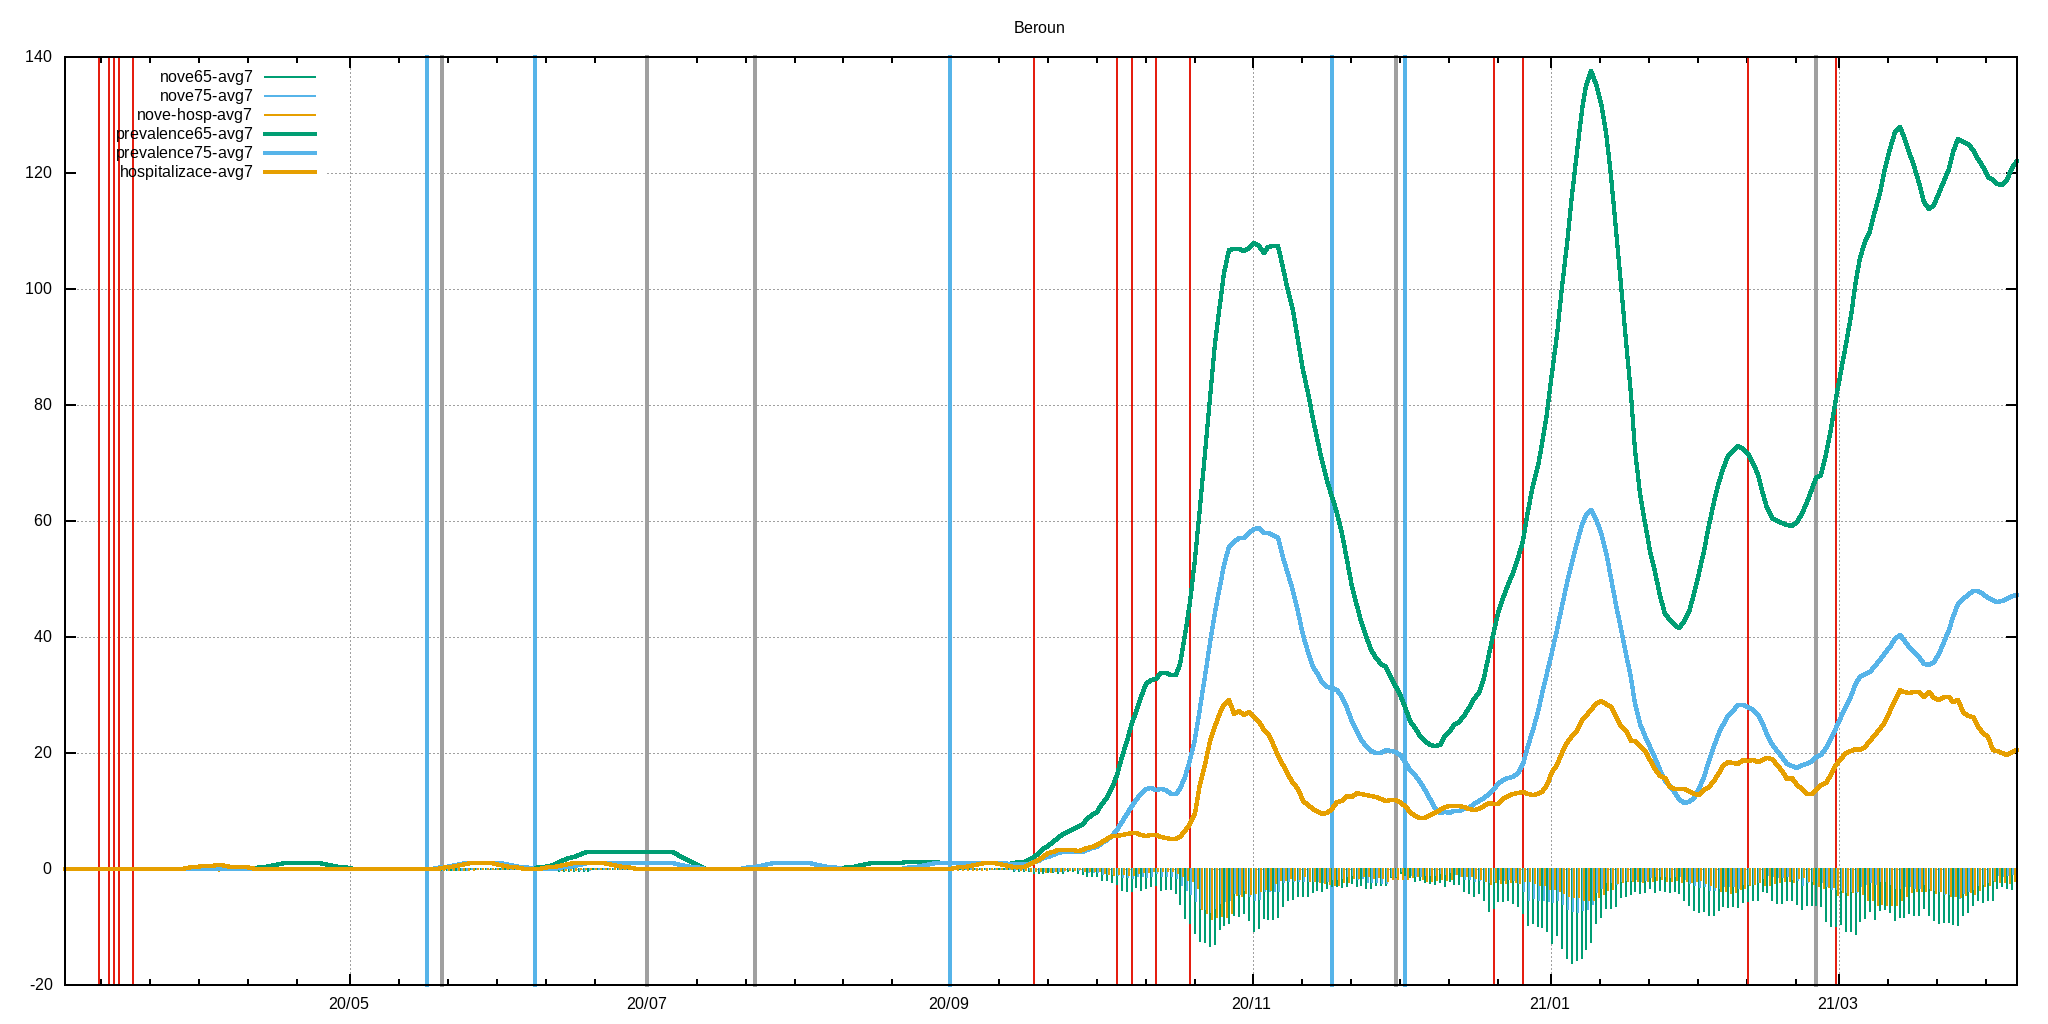 Beroun
140
120
100
80
60
40
20
0
-20
nove65-avg7
nove75-avg7
nove-hosp-avg7
prevalence65-avg7
prevalence75-avg7
hospitalizace-avg7
20/05 20/07 20/09 20/11 21/01 21/03